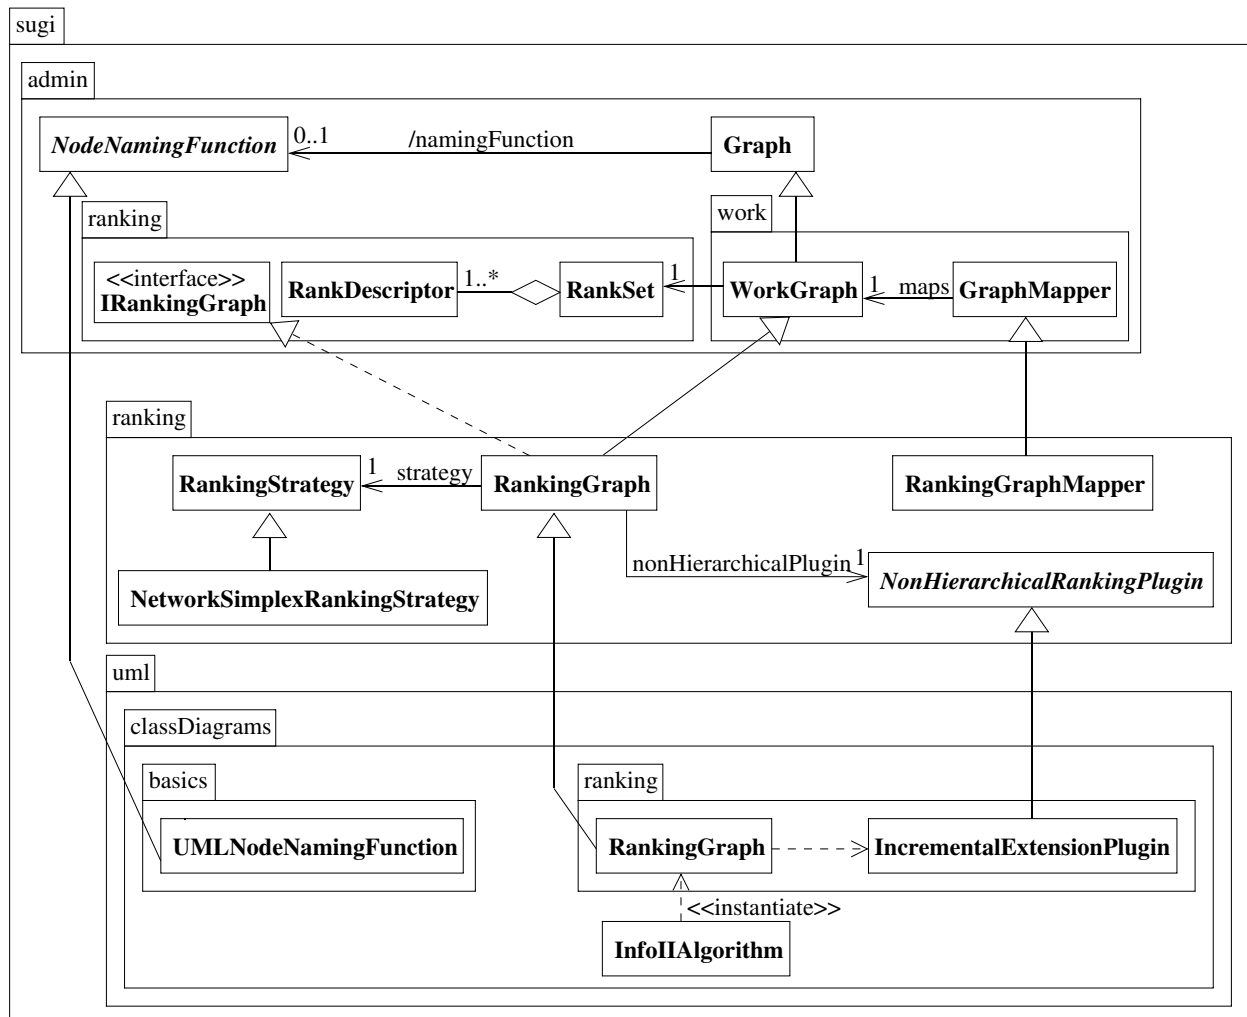 sugi
admin
NodeNamingFunction
0..1
/namingFunction
Graph
ranking
work
<<interface>>
IRankingGraph
RankDescriptor
1..*
RankSet
1
WorkGraph
1
maps
GraphMapper
ranking
RankingStrategy
1
strategy
RankingGraph
RankingGraphMapper
nonHierarchicalPlugin
1
NonHierarchicalRankingPlugin
NetworkSimplexRankingStrategy
uml
classDiagrams
basics
ranking
UMLNodeNamingFunction
RankingGraph
IncrementalExtensionPlugin
<<instantiate>>
InfoIIAlgorithm